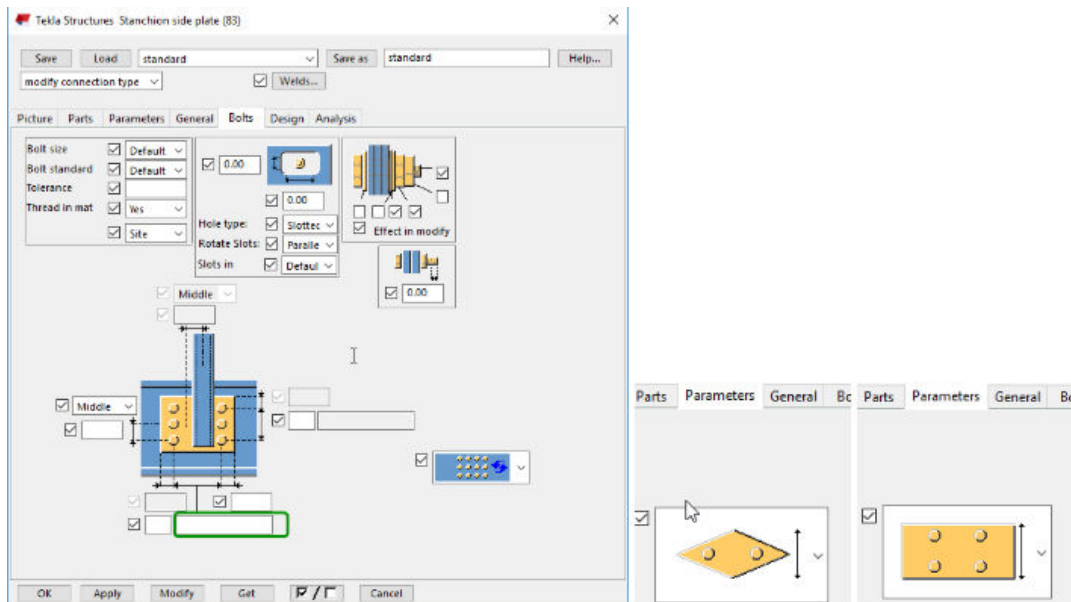 Tekla Structures Stanchion side plate (83)
Save Load standard Save as standard Help...
modify connection type Welds...
Picture Parts Parameters General Bolts Design Analysis
Bolt size Default
Bolt standard Default
Tolerance
Thread in mat Yes
Site
0.00
0.00
Hole type: Slottec
Rotate Slots: Paralle
Slots in Defaul
Effect in modify
0.00
Middle
Middle
OK Apply Modify Get Cancel
Parts Parameters General Bc
Parts Parameters General Bo